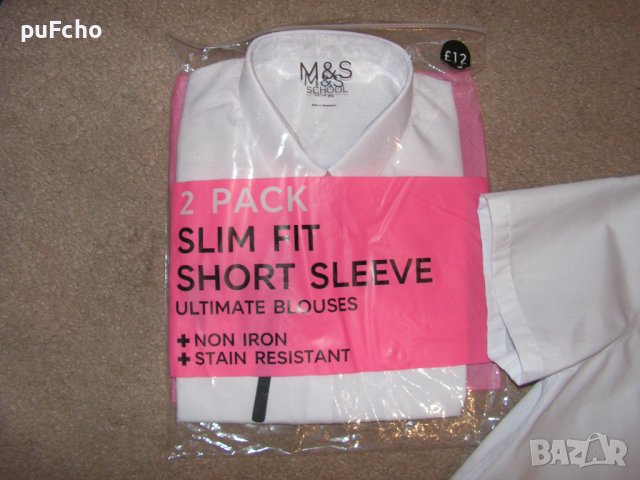 puFcho
£12
M&S
M&S
SCHOOL
2 PACK
SLIM FIT
SHORT SLEEVE
ULTIMATE BLOUSES
+ NON IRON
+ STAIN RESISTANT
BAZAR